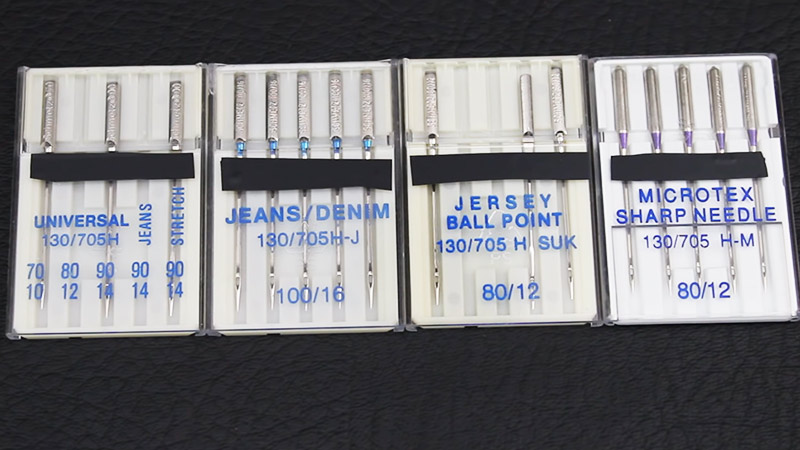 UNIVERSAL
130/705H
JEANS
STRETCH
70 80 90 90 90
10 12 14 14 14
JEANS/DENIM
130/705H-J
100/16
JERSEY
BALL POINT
130/705 H SUK
80/12
MICROTEX
SHARP NEEDLE
130/705 H-M
80/12